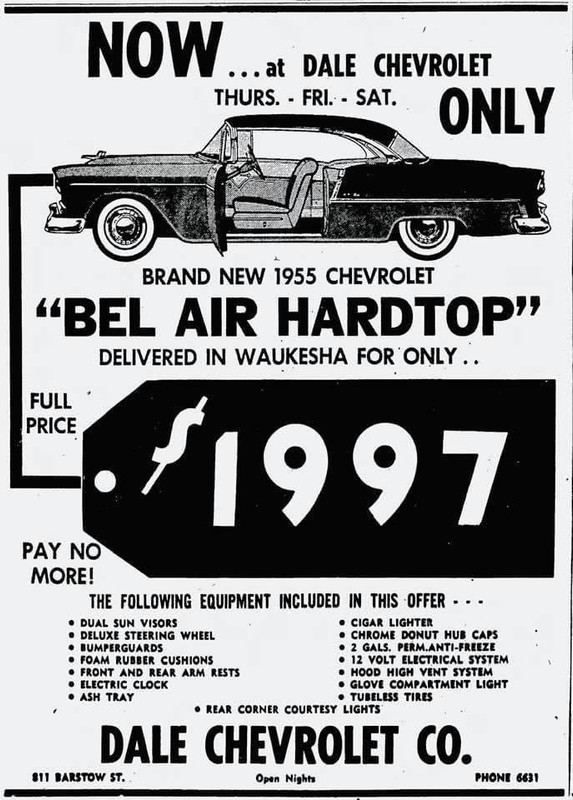 NOW...at DALE CHEVROLET
THURS. - FRI. - SAT. ONLY
BRAND NEW 1955 CHEVROLET
"BEL AIR HARDTOP"
DELIVERED IN WAUKESHA FOR ONLY..
FULL
PRICE
$1997
PAY NO
MORE!
THE FOLLOWING EQUIPMENT INCLUDED IN THIS OFFER - - -
• DUAL SUN VISORS
• DELUXE STEERING WHEEL
• BUMPERGUARDS
• FOAM RUBBER CUSHIONS
• FRONT AND REAR ARM RESTS
• ELECTRIC CLOCK
• ASH TRAY
• CIGAR LIGHTER
• CHROME DONUT HUB CAPS
• 2 GALS. PERM.ANTI-FREEZE
• 12 VOLT ELECTRICAL SYSTEM
• HOOD HIGH VENT SYSTEM
• GLOVE COMPARTMENT LIGHT
• TUBELESS TIRES
• REAR CORNER COURTESY LIGHTS
DALE CHEVROLET CO.
811 BARSTOW ST. Open Nights PHONE 6631